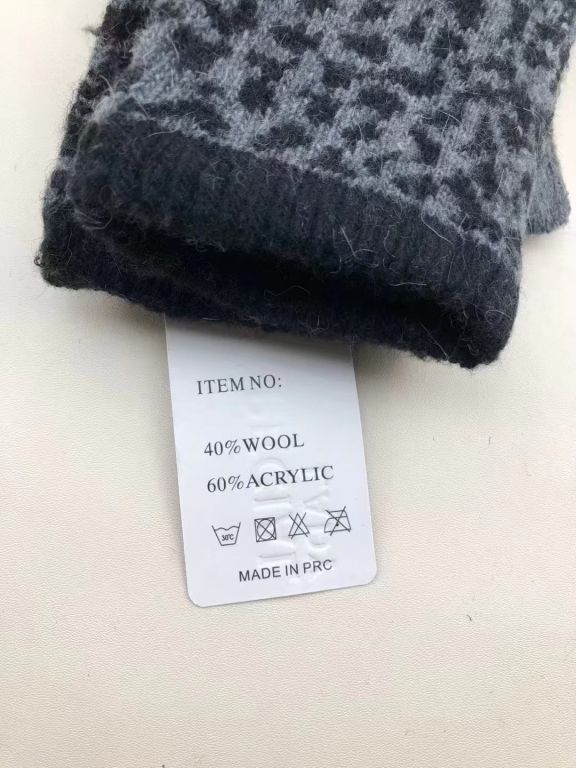 ITEM NO:
40%WOOL
60%ACRYLIC
30℃
MADE IN PRC